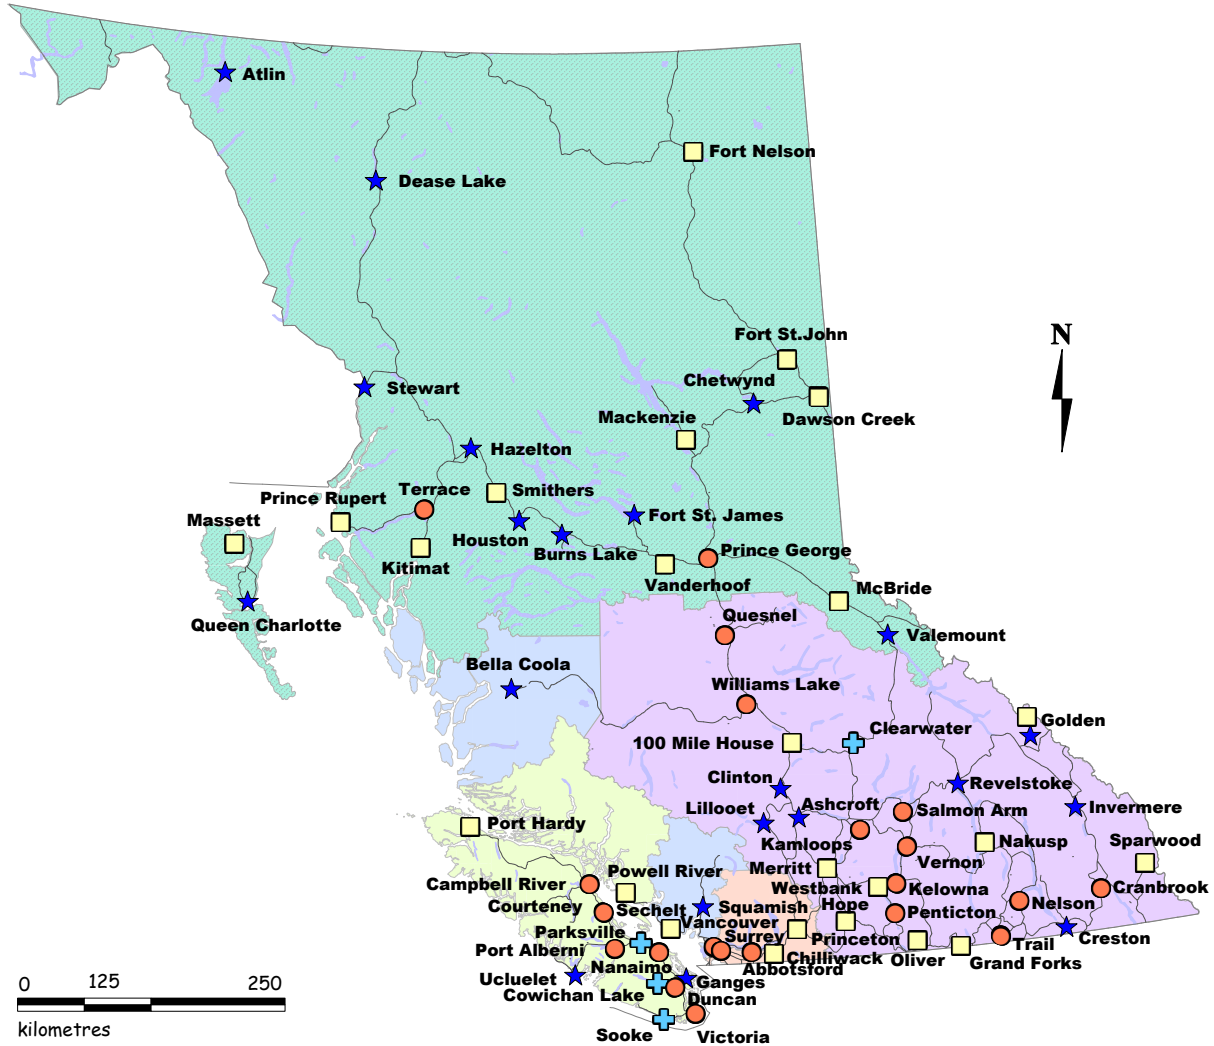 Atlin
Fort Nelson
Dease Lake
N
Fort St.John
Chetwynd
Stewart
Dawson Creek
Mackenzie
Hazelton
Terrace
Smithers
Prince Rupert
Massett
Fort St. James
Houston
Burns Lake
Prince George
Kitimat
Vanderhoof
McBride
Queen Charlotte
Quesnel
Valemount
Bella Coola
Williams Lake
Golden
Clearwater
100 Mile House
Clinton
Revelstoke
Ashcroft
Lillooet
Salmon Arm
Invermere
Port Hardy
Kamloops
Nakusp
Sparwood
Vernon
Merritt
Powell River
Campbell River
Westbank
Kelowna
Cranbrook
Courteney
Sechelt
Squamish
Hope
Nelson
Penticton
Vancouver
Parksville
Surrey
Princeton
Creston
Port Alberni
Trail
Chilliwack
Oliver
Grand Forks
Nanaimo
Abbotsford
Ucluelet
Ganges
0 125 250
Cowichan Lake
Duncan
kilometres
Sooke
Victoria